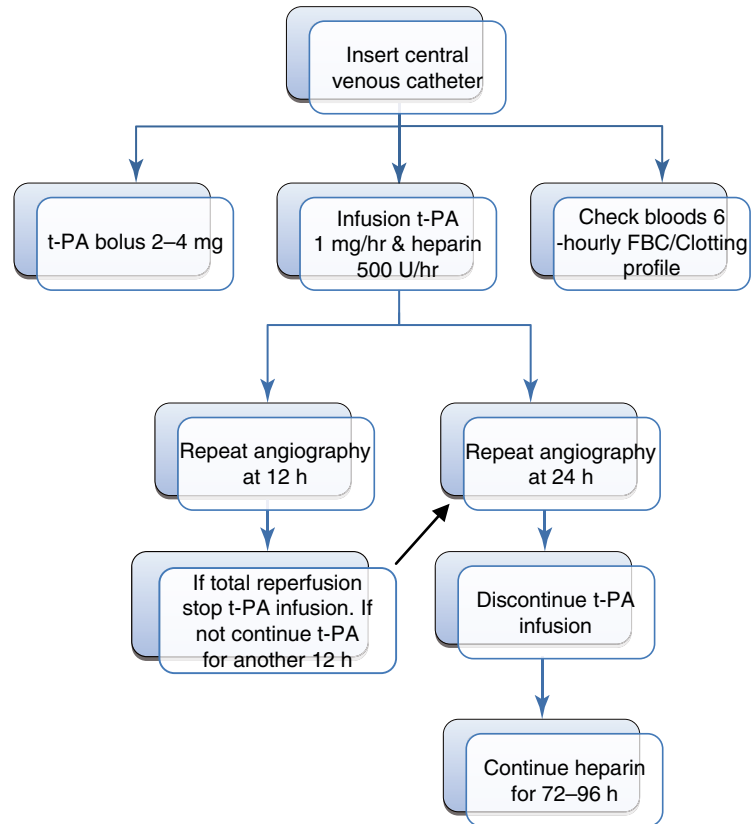 Insert central
venous catheter
t-PA bolus 2–4 mg
Infusion t-PA
1 mg/hr & heparin
500 U/hr
Check bloods 6
-hourly FBC/Clotting
profile
Repeat angiography
at 12 h
Repeat angiography
at 24 h
If total reperfusion
stop t-PA infusion. If
not continue t-PA
for another 12 h
Discontinue t-PA
infusion
Continue heparin
for 72–96 h